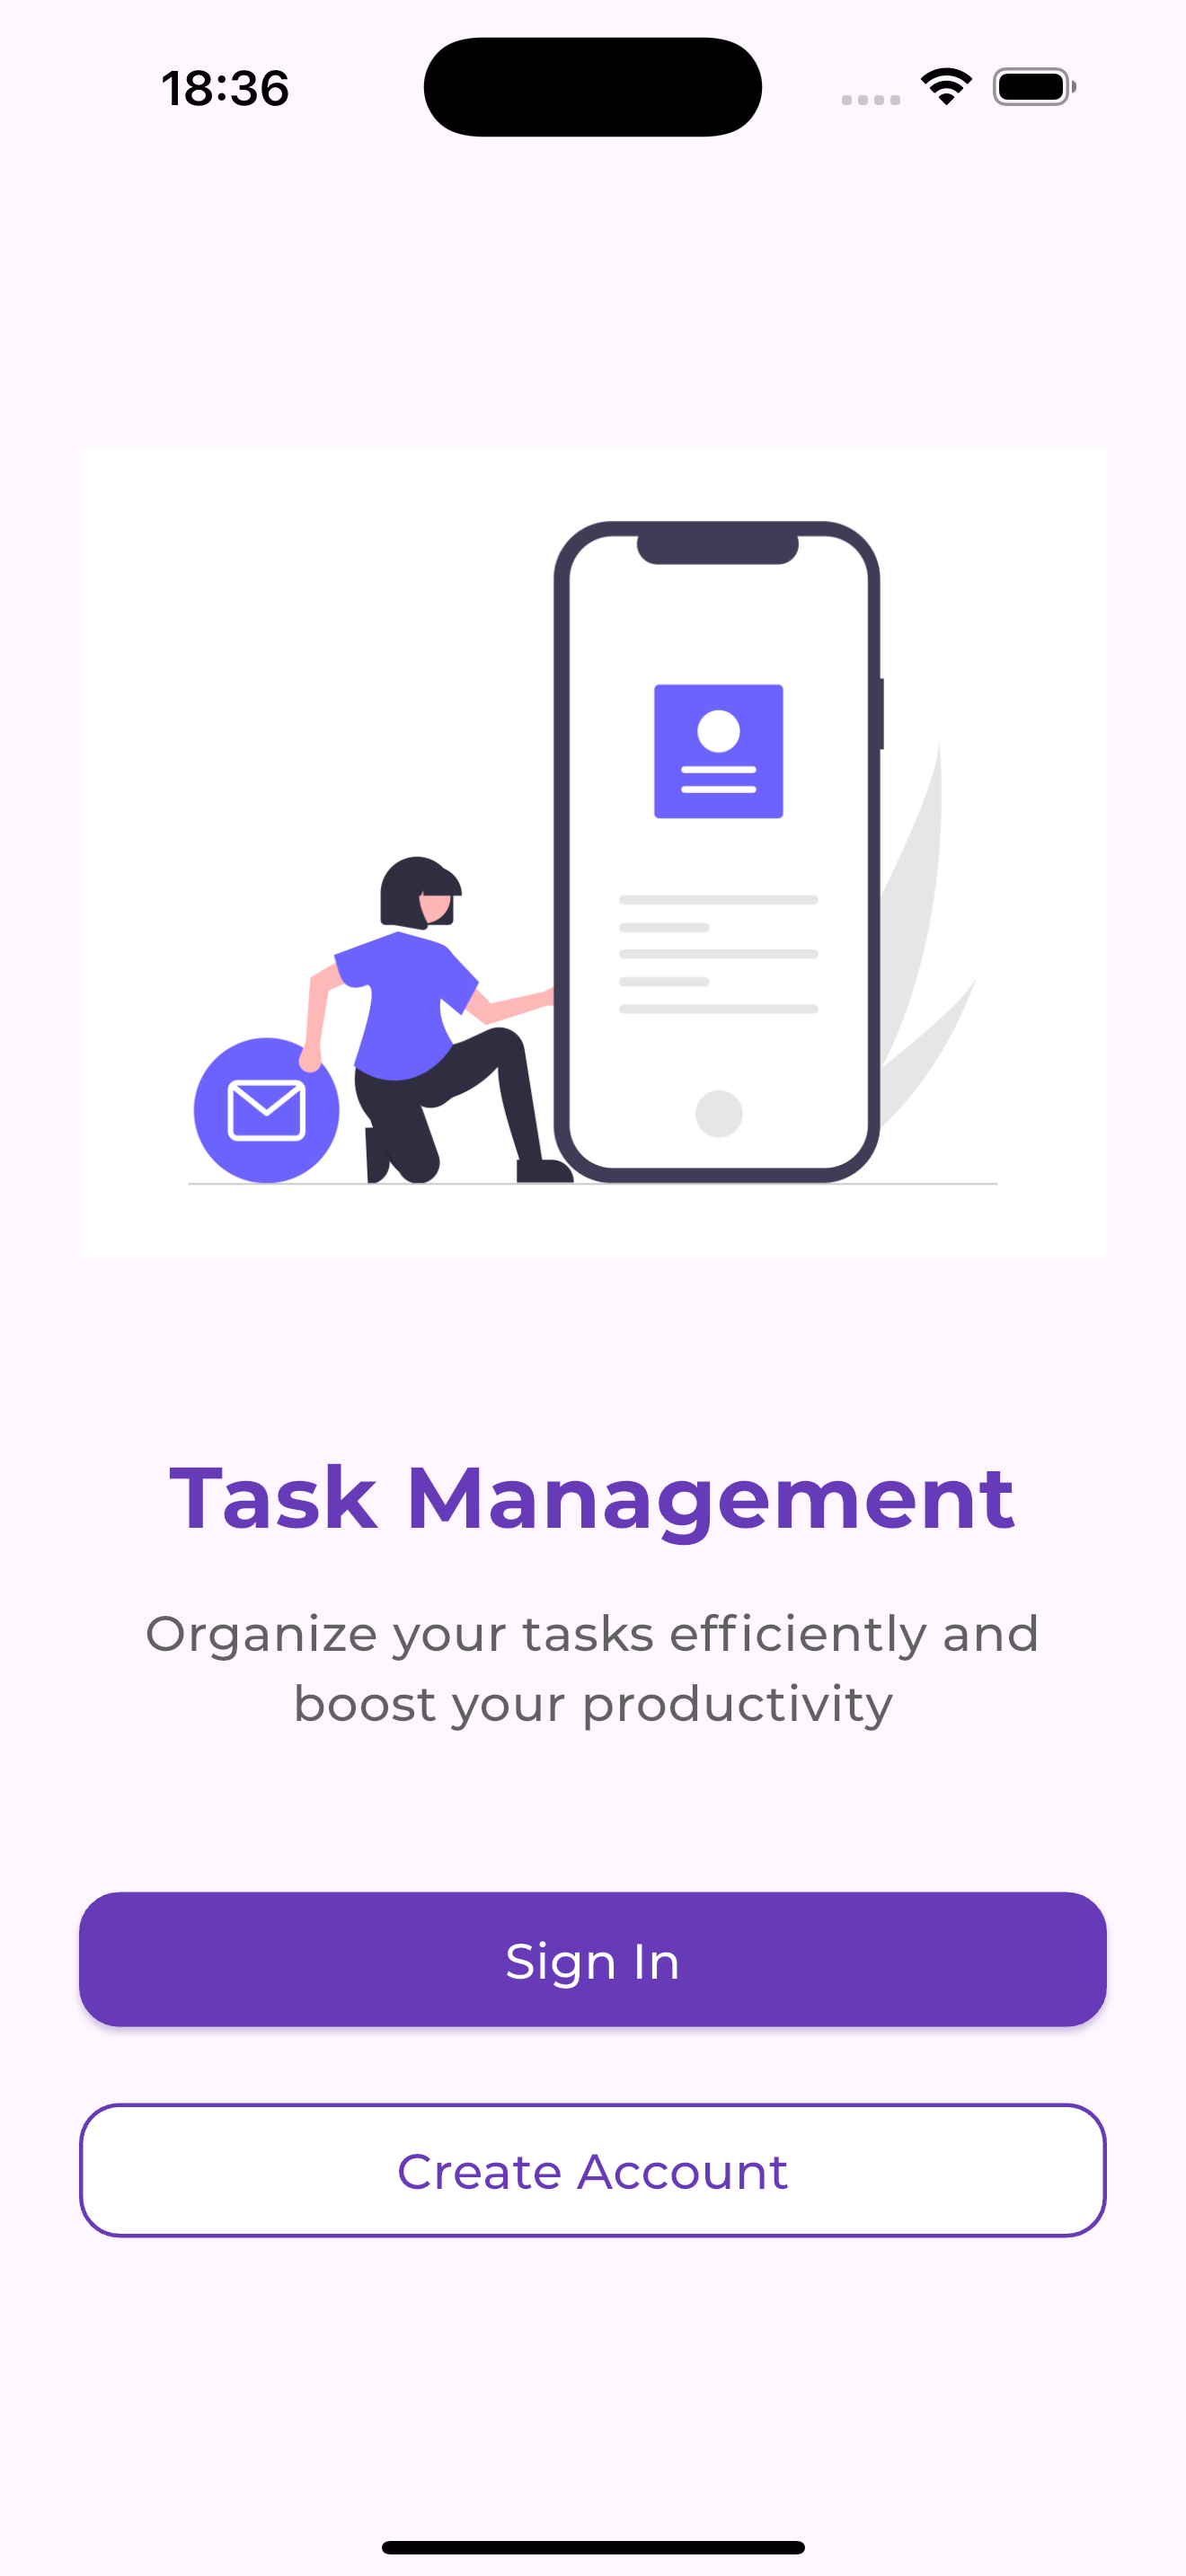 18:36
Task Management
Organize your tasks efficiently and
boost your productivity
Sign In
Create Account